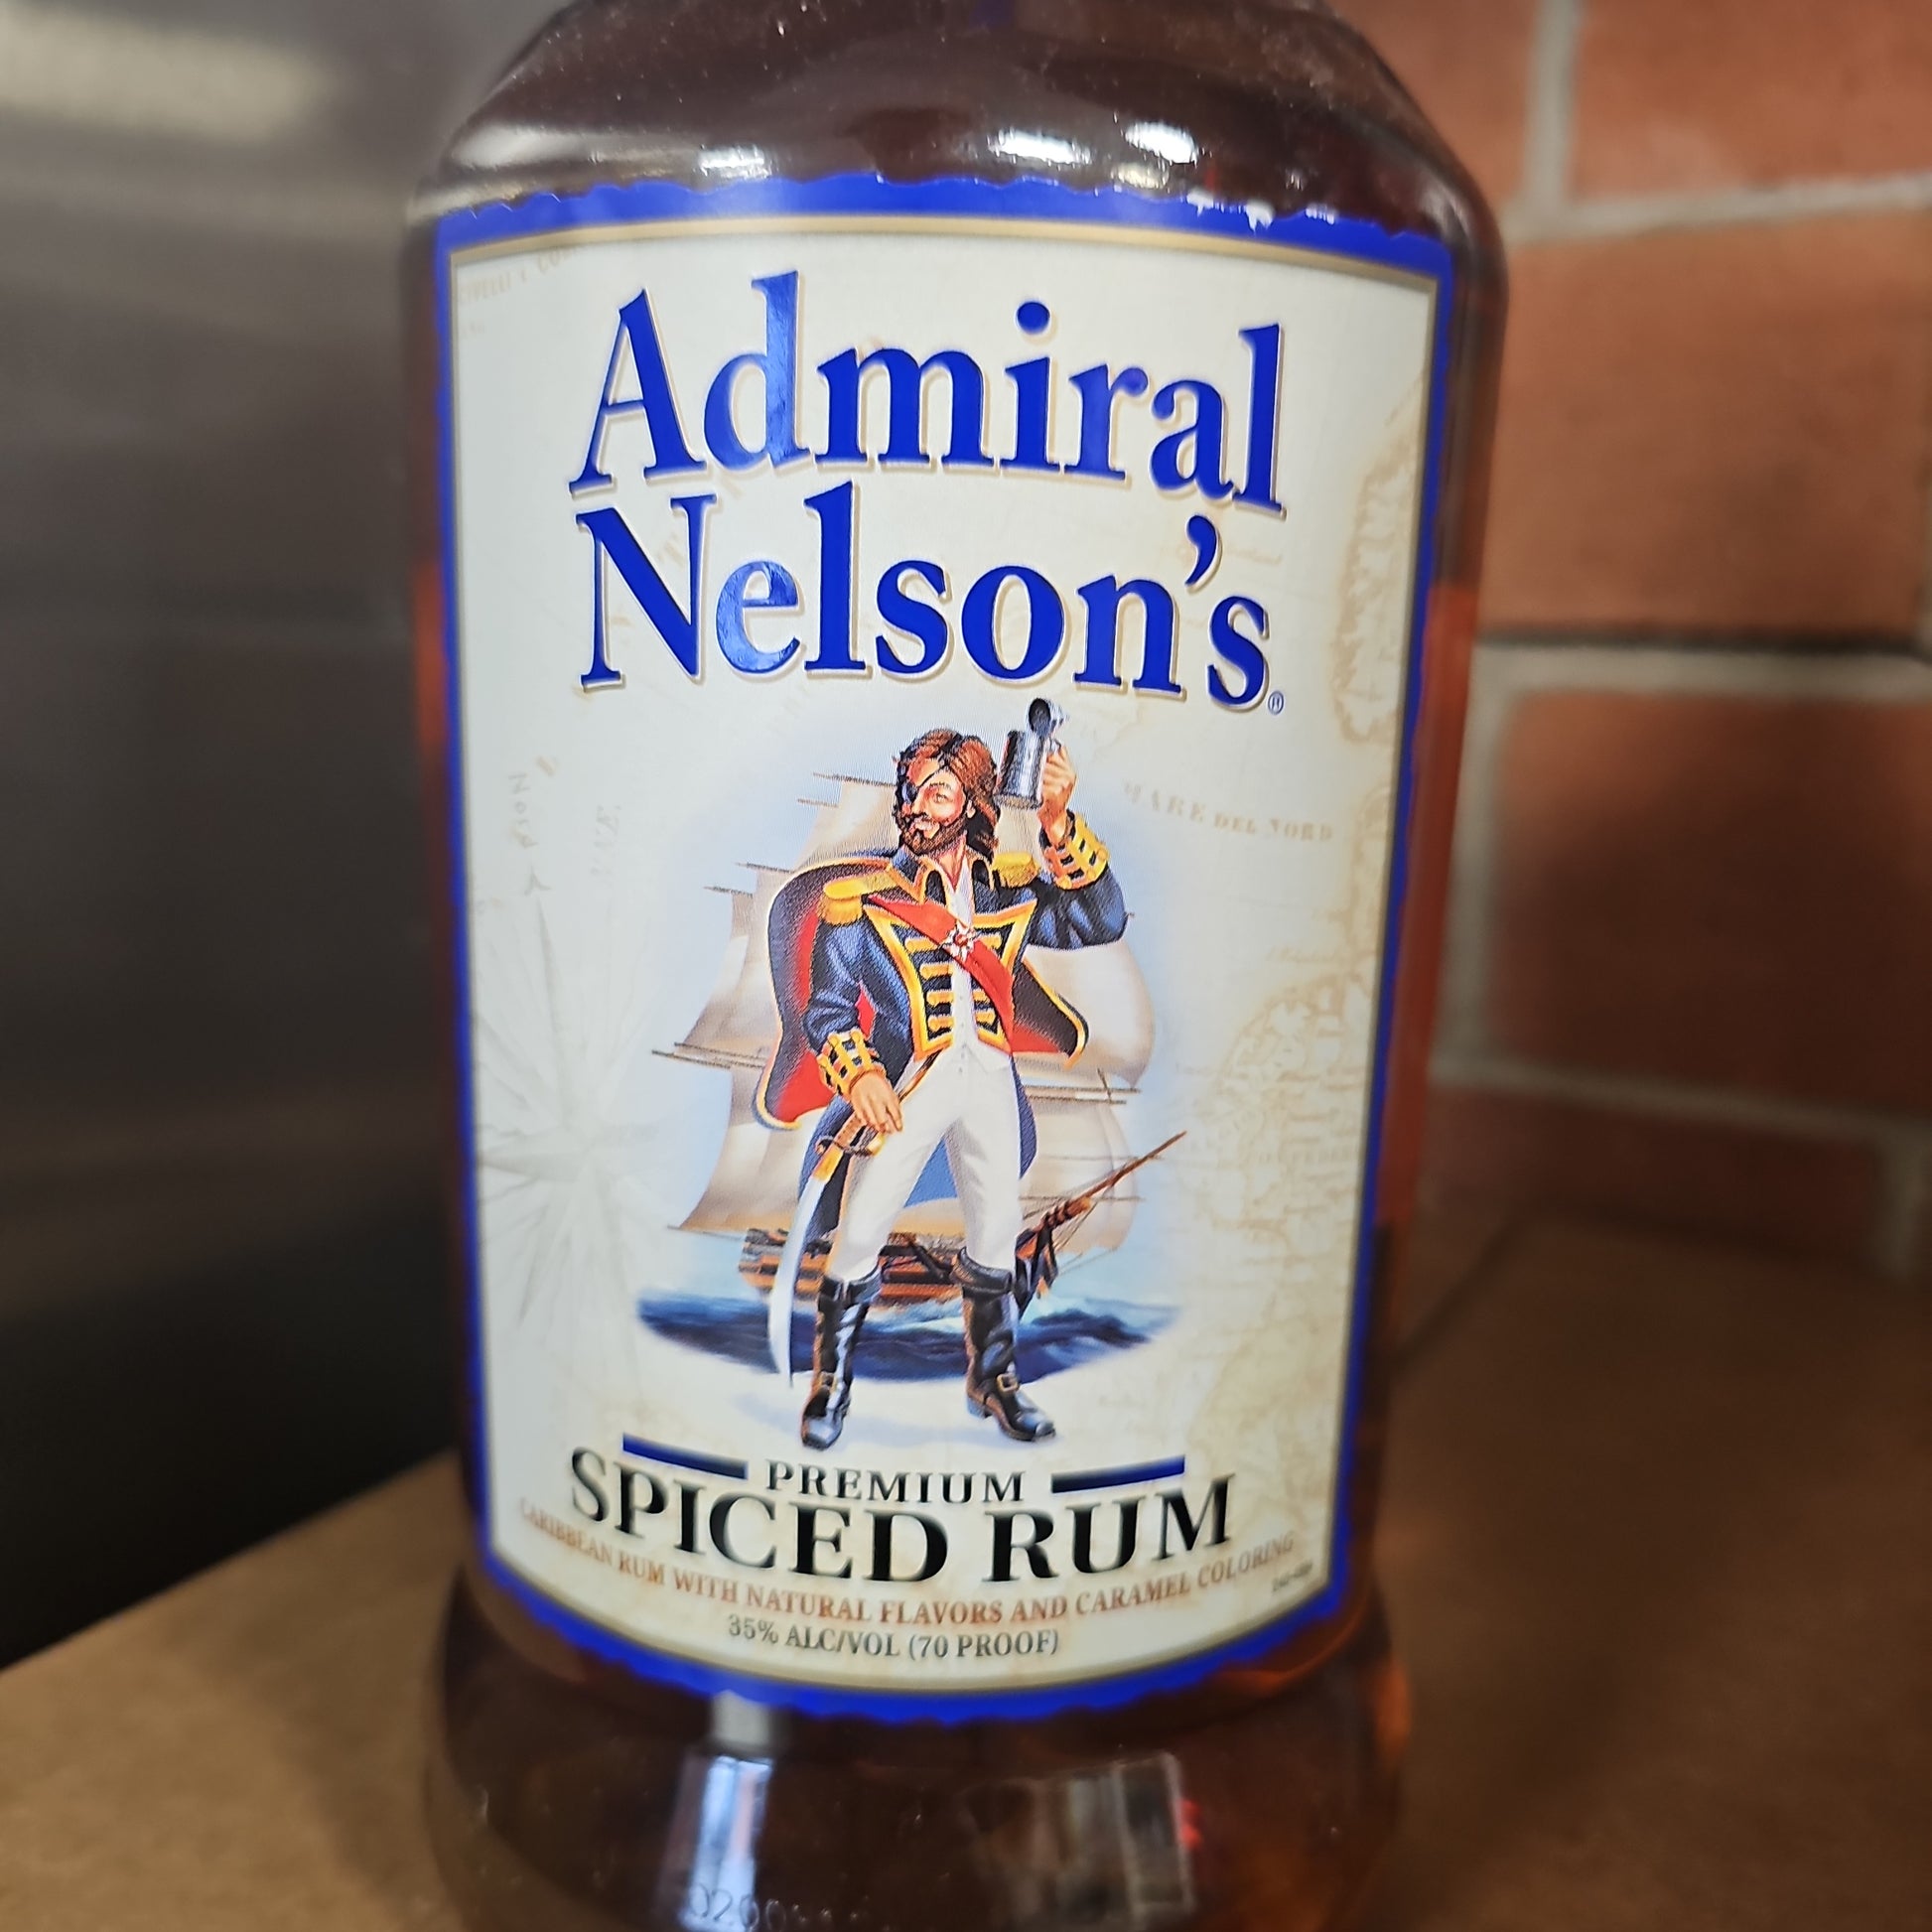 Admiral
Nelson's®
MARE DEL NORD
PREMIUM
SPICED RUM
CARIBBEAN RUM WITH NATURAL FLAVORS AND CARAMEL COLORING
35% ALC/VOL (70 PROOF)